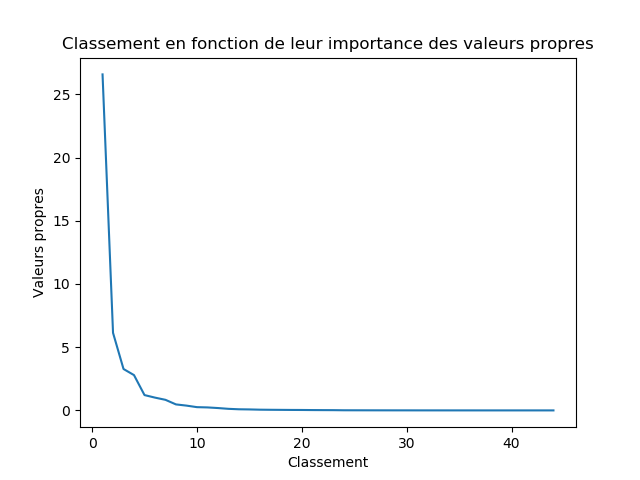 Classement en fonction de leur importance des valeurs propres
25
20
15
10
5
0
Valeurs propres
0 10 20 30 40
Classement